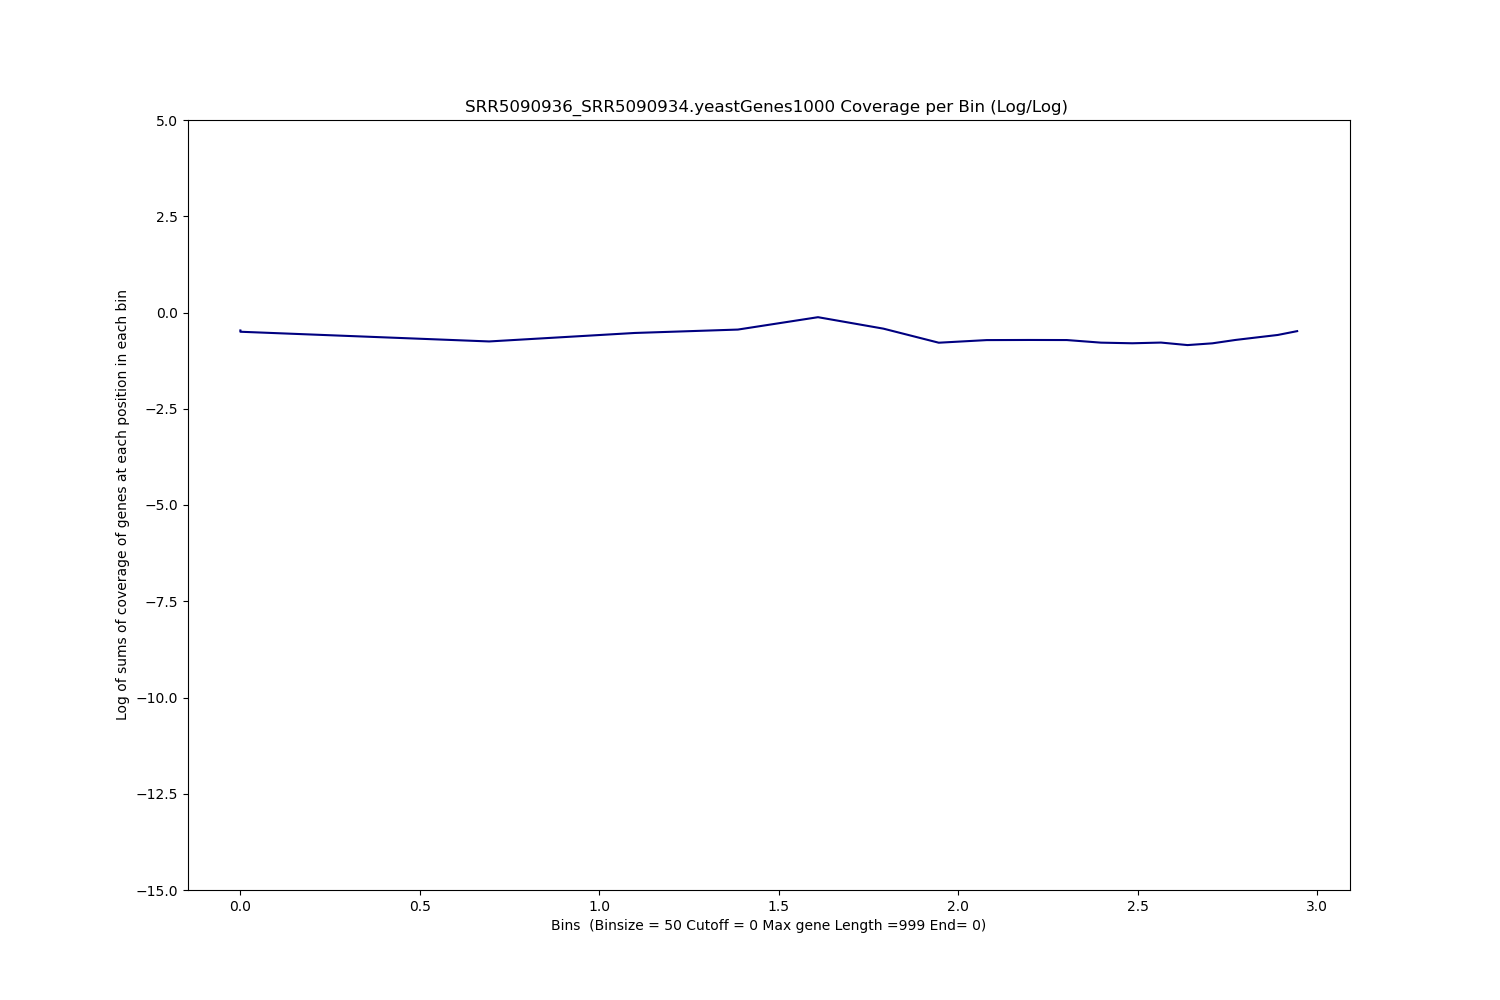 SRR5090936_SRR5090934.yeastGenes1000 Coverage per Bin (Log/Log)
5.0
2.5
0.0
−2.5
−5.0
−7.5
−10.0
−12.5
−15.0
Log of sums of coverage of genes at each position in each bin
0.0 0.5 1.0 1.5 2.0 2.5 3.0
Bins  (Binsize = 50 Cutoff = 0 Max gene Length =999 End= 0)